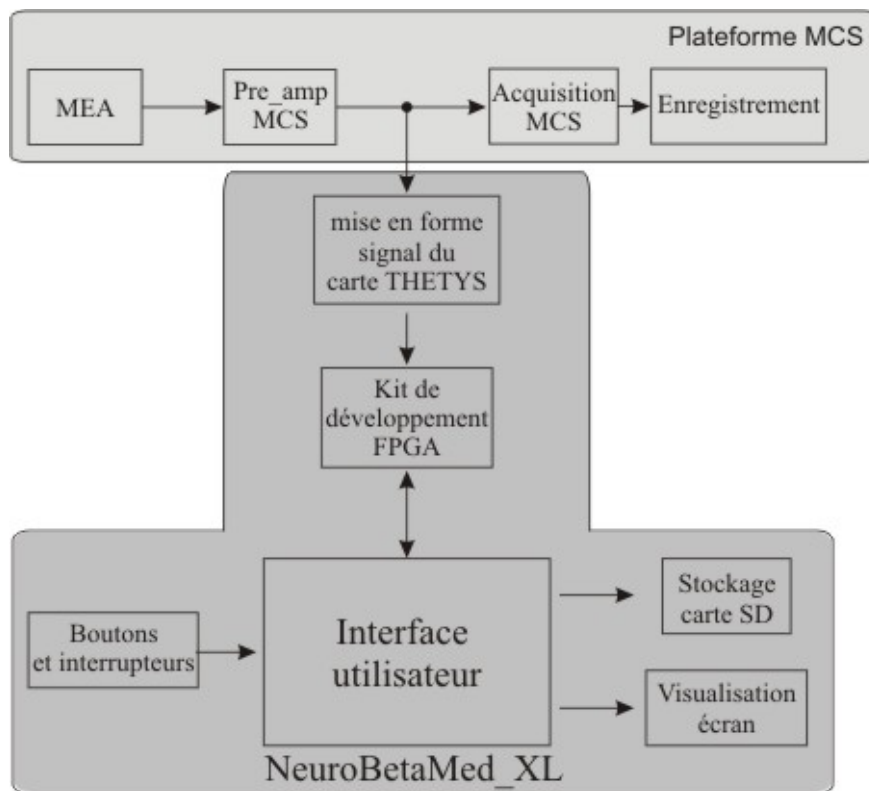 Plateforme MCS
MEA
Pre_amp
MCS
Acquisition
MCS
Enregistrement
mise en forme
signal du
carte THETYS
Kit de
développement
FPGA
Boutons
et interrupteurs
Interface
utilisateur
Stockage
carte SD
Visualisation
écran
NeuroBetaMed_XL